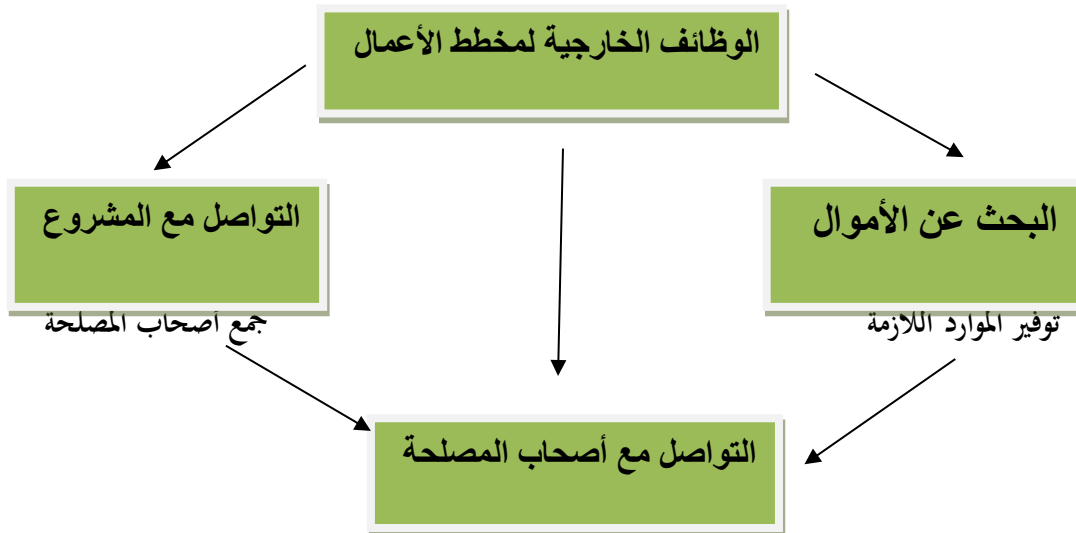 الوظائف الخارجية لمخطط الأعمال
البحث عن الأموال
التواصل مع المشروع
توفير الموارد اللازمة
جمع أصحاب المصلحة
التواصل مع أصحاب المصلحة